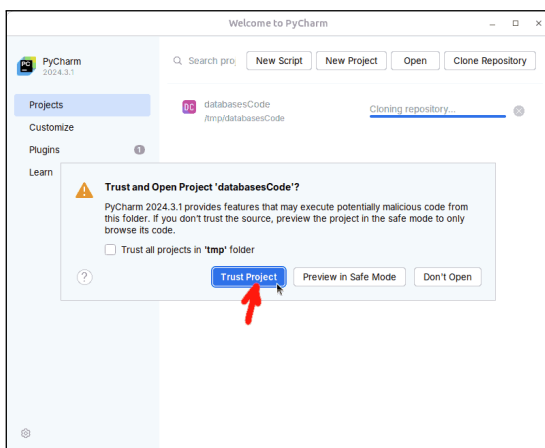 Welcome to PyCharm
PC
PyCharm
2024.3.1
Search proj
New Script
New Project
Open
Clone Repository
Projects
Customize
Plugins
1
Learn
DC
databasesCode
/tmp/databasesCode
Cloning repository...
Trust and Open Project 'databasesCode'?
PyCharm 2024.3.1 provides features that may execute potentially malicious code from
this folder. If you don't trust the source, preview the project in the safe mode to only
browse its code.
Trust all projects in 'tmp' folder
?
Trust Project
Preview in Safe Mode
Don't Open